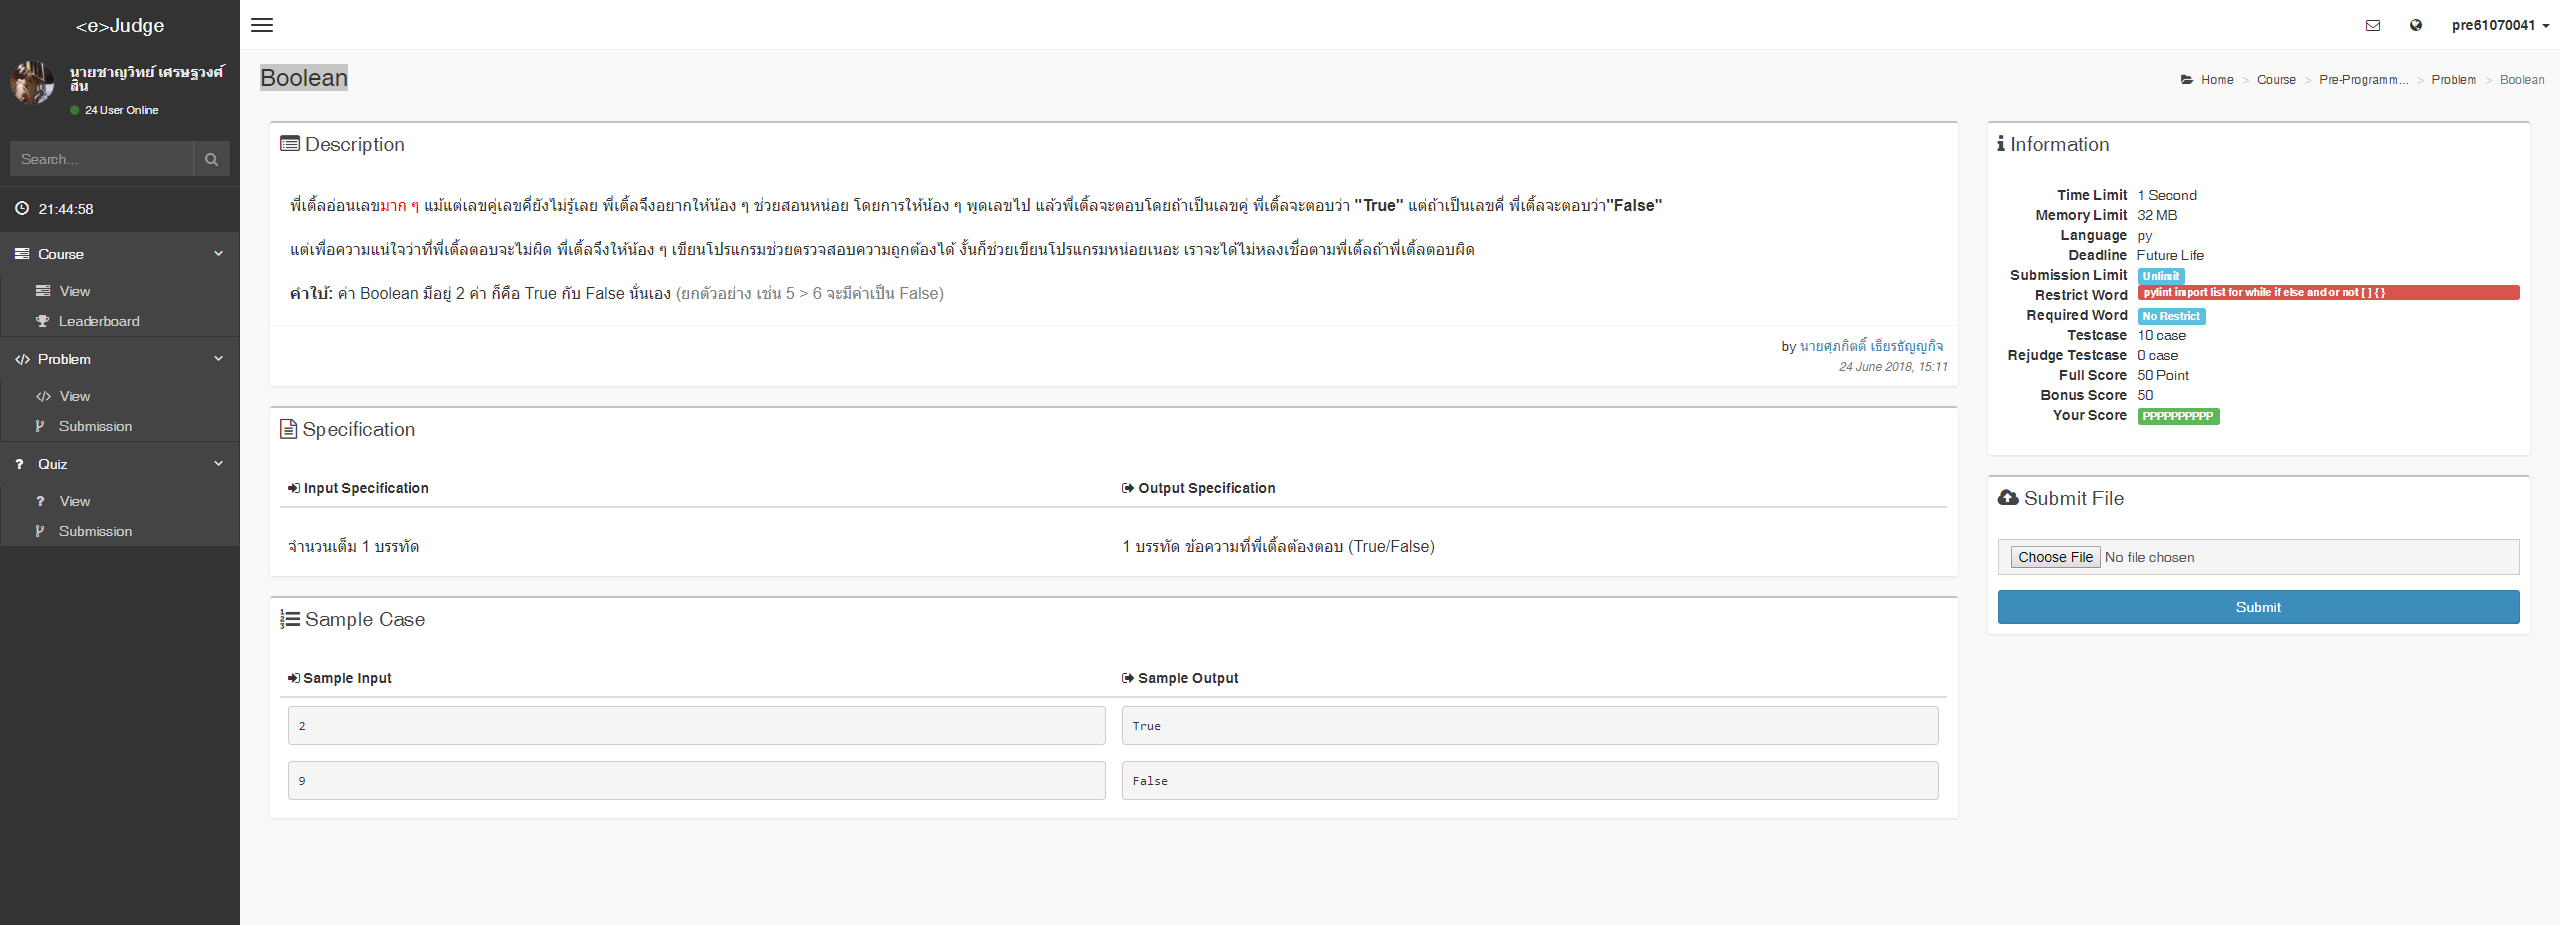 <e>Judge
pre61070041
นายชาญวิทย์ เศรษฐวงศ์
สิน
24 User Online
Search...
21:44:58
Course
View
Leaderboard
Problem
View
Submission
Quiz
View
Submission
Boolean
Home > Course > Pre-Programm... > Problem > Boolean
Description
พี่เติ้ลอ่อนเลขมาก ๆ แม้แต่เลขคู่เลขคี่ยังไม่รู้เลย พี่เติ้ลจึงอยากให้น้อง ๆ ช่วยสอนหน่อย โดยการให้น้อง ๆ พูดเลขไป แล้วพี่เติ้ลจะตอบโดยถ้าเป็นเลขคู่ พี่เติ้ลจะตอบว่า "True" แต่ถ้าเป็นเลขคี่ พี่เติ้ลจะตอบว่า"False"
แต่เพื่อความแน่ใจว่าที่พี่เติ้ลตอบจะไม่ผิด พี่เติ้ลจึงให้น้อง ๆ เขียนโปรแกรมช่วยตรวจสอบความถูกต้องได้ งั้นก็ช่วยเขียนโปรแกรมหน่อยเนอะ เราจะได้ไม่หลงเชื่อตามพี่เติ้ลถ้าพี่เติ้ลตอบผิด
คำใบ้: ค่า Boolean มีอยู่ 2 ค่า ก็คือ True กับ False นั่นเอง (ยกตัวอย่าง เช่น 5 > 6 จะมีค่าเป็น False)
by นายศุภกิตติ์ เธียรธัญญกิจ
24 June 2018, 15:11
Specification
Input Specification
Output Specification
จำนวนเต็ม 1 บรรทัด
1 บรรทัด ข้อความที่พี่เติ้ลต้องตอบ (True/False)
Sample Case
Sample Input
Sample Output
2
True
9
False
Information
Time Limit 1 Second
Memory Limit 32 MB
Language py
Deadline Future Life
Submission Limit Unlimit
Restrict Word pylint import list for while if else and or not [ ] { }
Required Word No Restrict
Testcase 10 case
Rejudge Testcase 0 case
Full Score 50 Point
Bonus Score 50
Your Score PPPPPPPPPP
Submit File
Choose File No file chosen
Submit